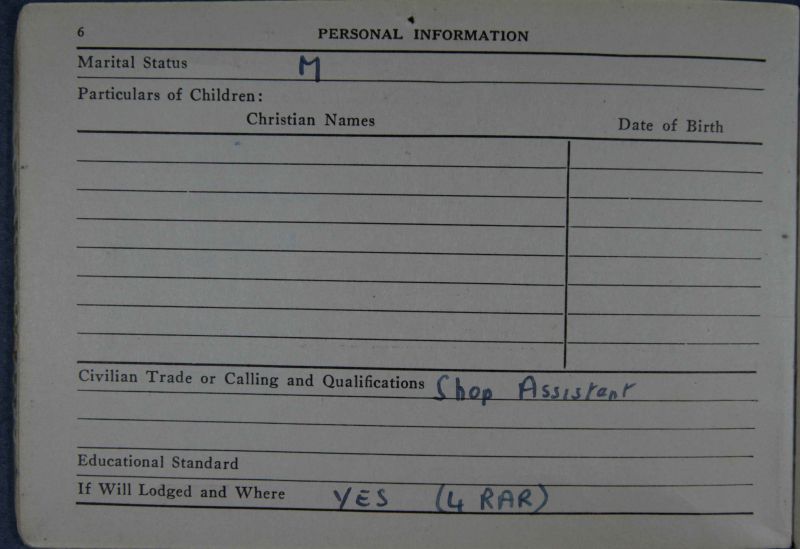 6 PERSONAL INFORMATION
Marital Status M
Particulars of Children:
Christian Names Date of Birth
Civilian Trade or Calling and Qualifications Shop Assistant
Educational Standard
If Will Lodged and Where YES (4 RAR)